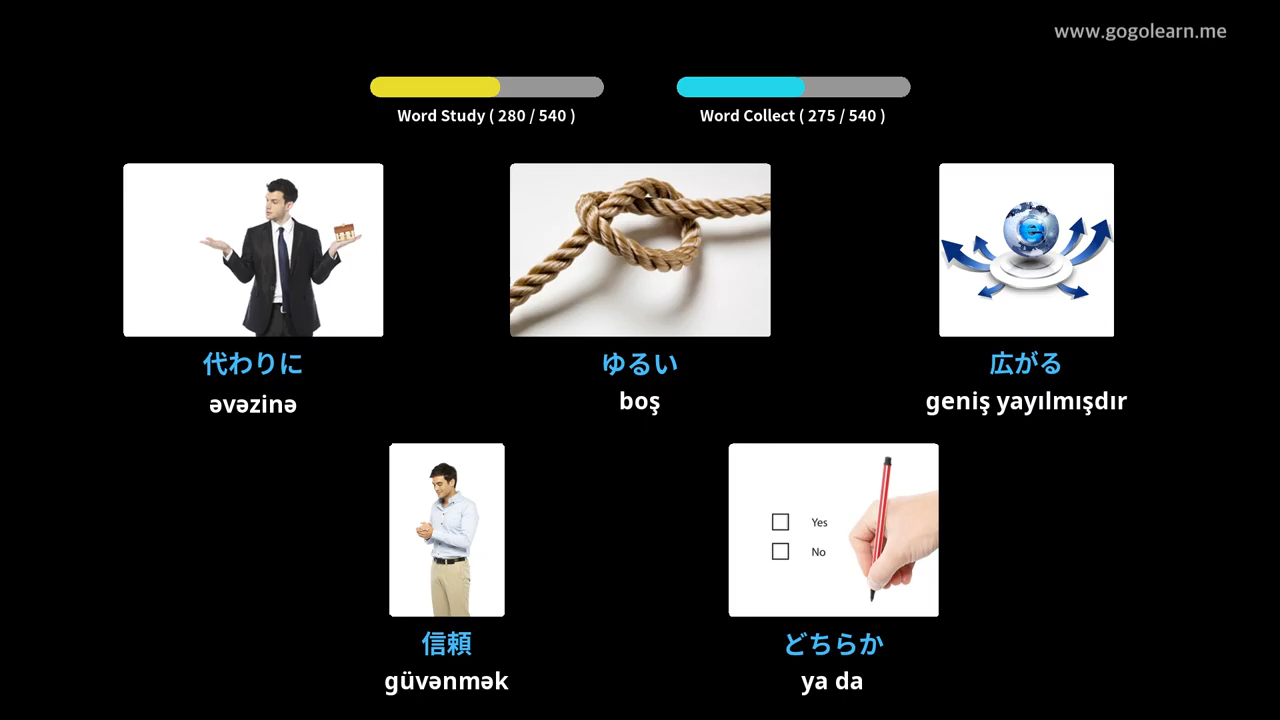 www.gogolearn.me
Word Study ( 280 / 540 )
Word Collect ( 275 / 540 )
代わりに
əvəzinə
ゆるい
boş
e
広がる
geniş yayılmışdır
Yes
No
信頼
güvənmək
どちらか
ya da